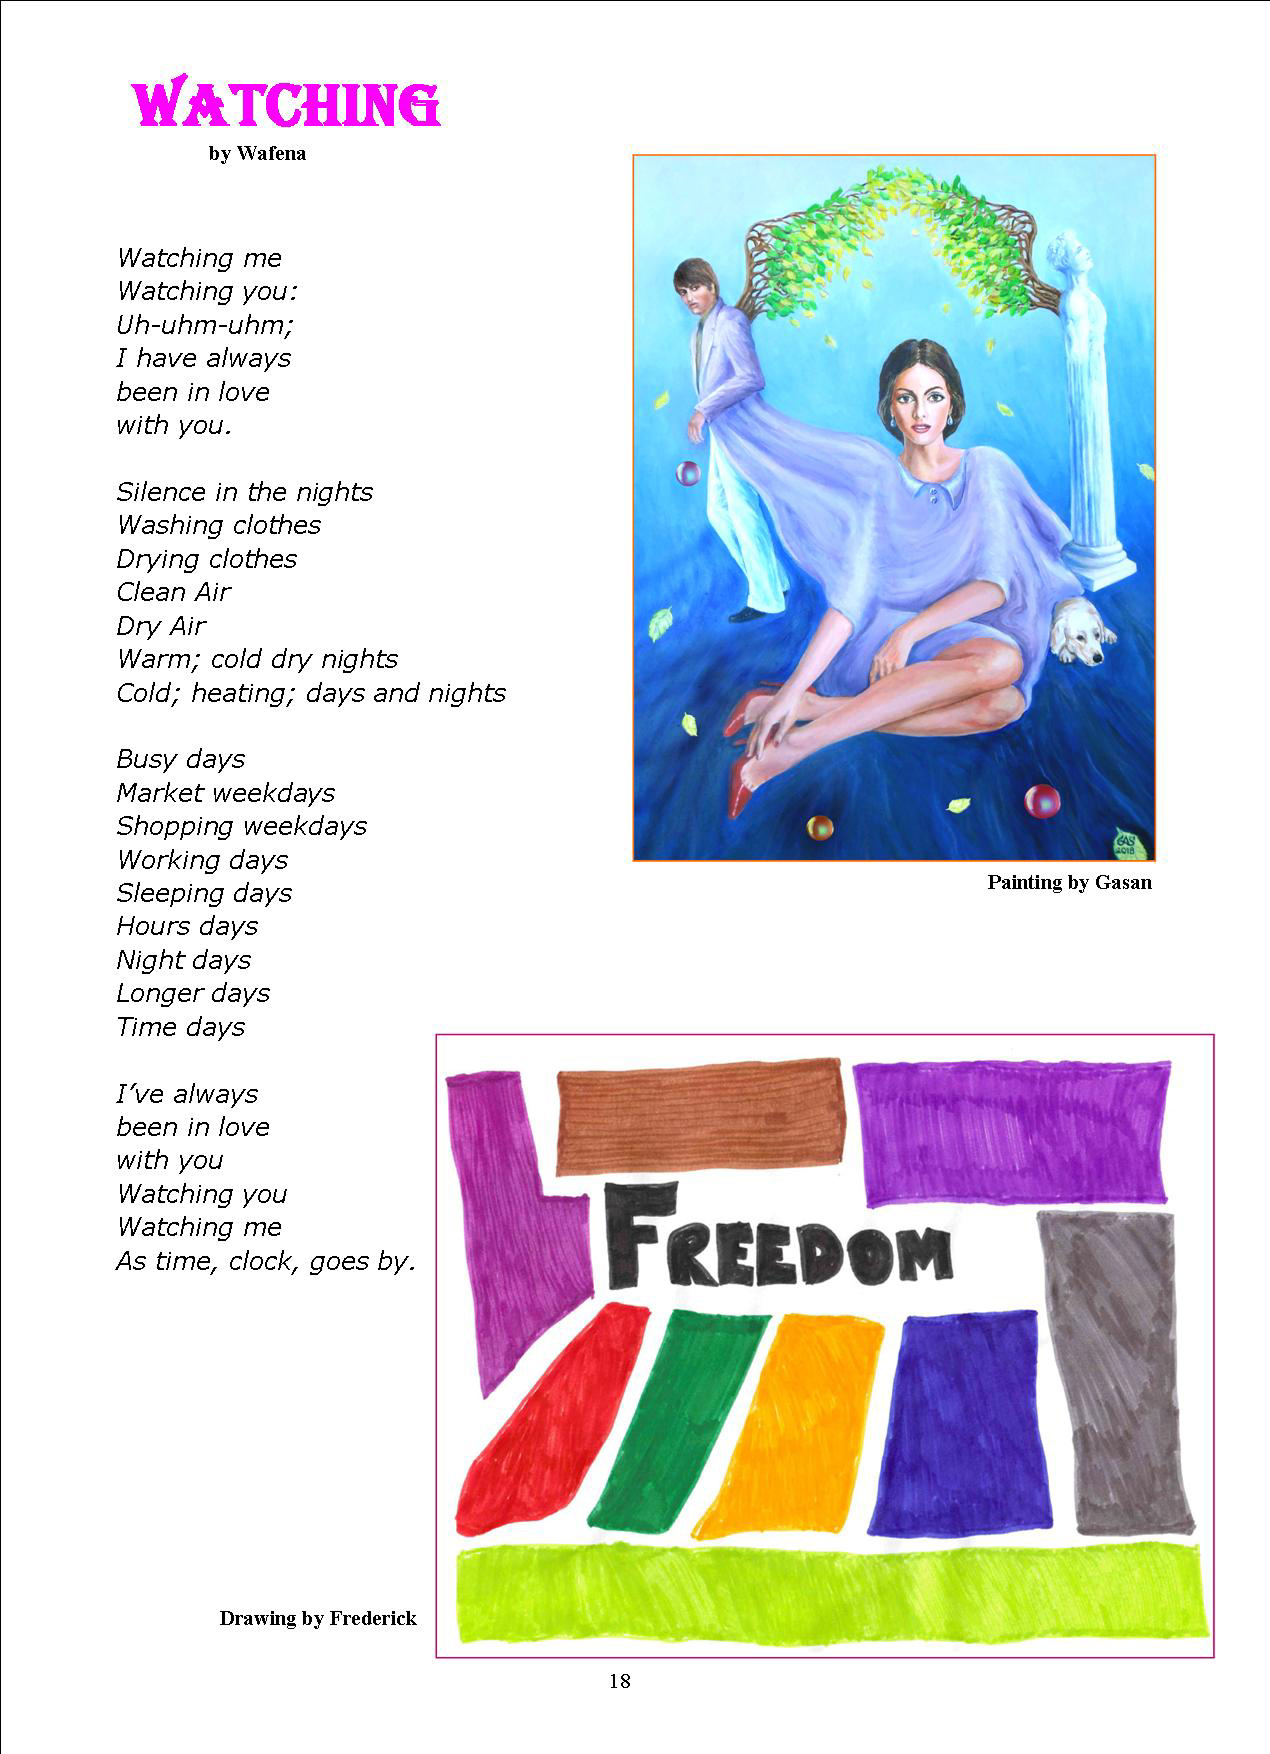 WATCHING
by Wafena
Watching me
Watching you:
Uh-uhm-uhm;
I have always
been in love
with you.
Silence in the nights
Washing clothes
Drying clothes
Clean Air
Dry Air
Warm; cold dry nights
Cold; heating; days and nights
Busy days
Market weekdays
Shopping weekdays
Working days
Sleeping days
Hours days
Night days
Longer days
Time days
I’ve always
been in love
with you
Watching you
Watching me
As time, clock, goes by.
2018
Painting by Gasan
FREEDOM
Drawing by Frederick
18